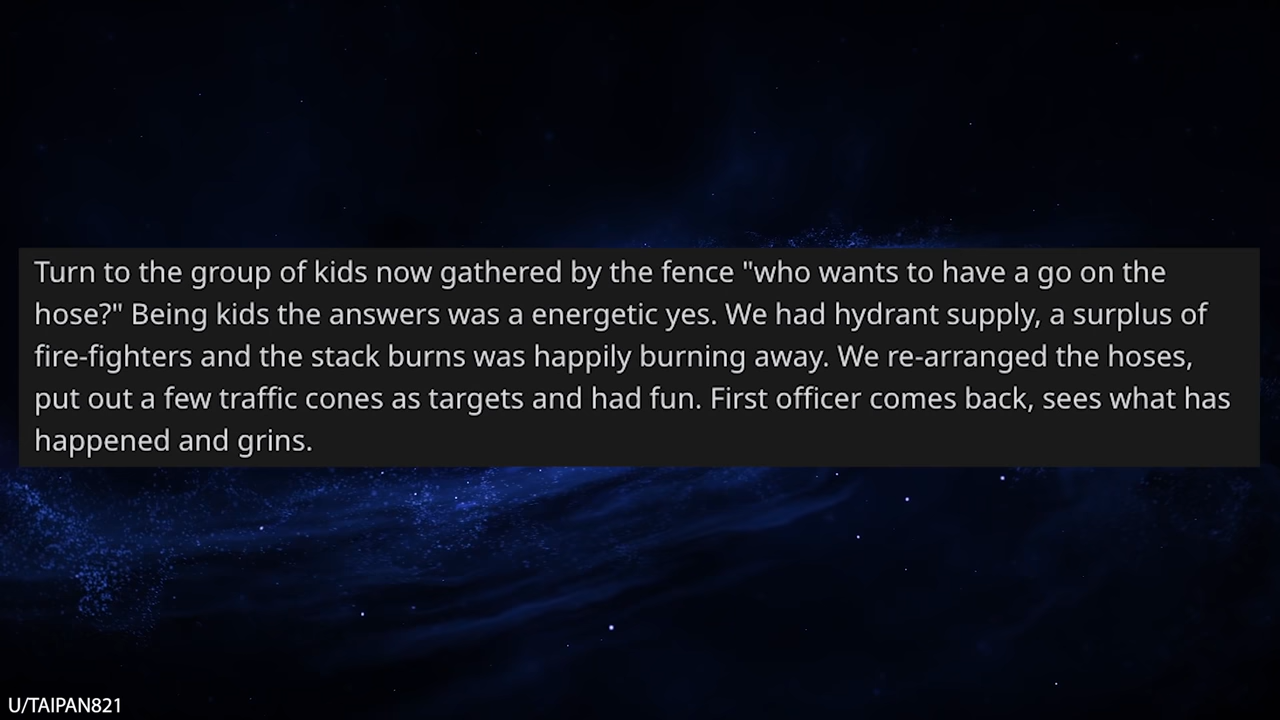 Turn to the group of kids now gathered by the fence "who wants to have a go on the
hose?" Being kids the answers was a energetic yes. We had hydrant supply, a surplus of
fire-fighters and the stack burns was happily burning away. We re-arranged the hoses,
put out a few traffic cones as targets and had fun. First officer comes back, sees what has
happened and grins.
U/TAIPAN821